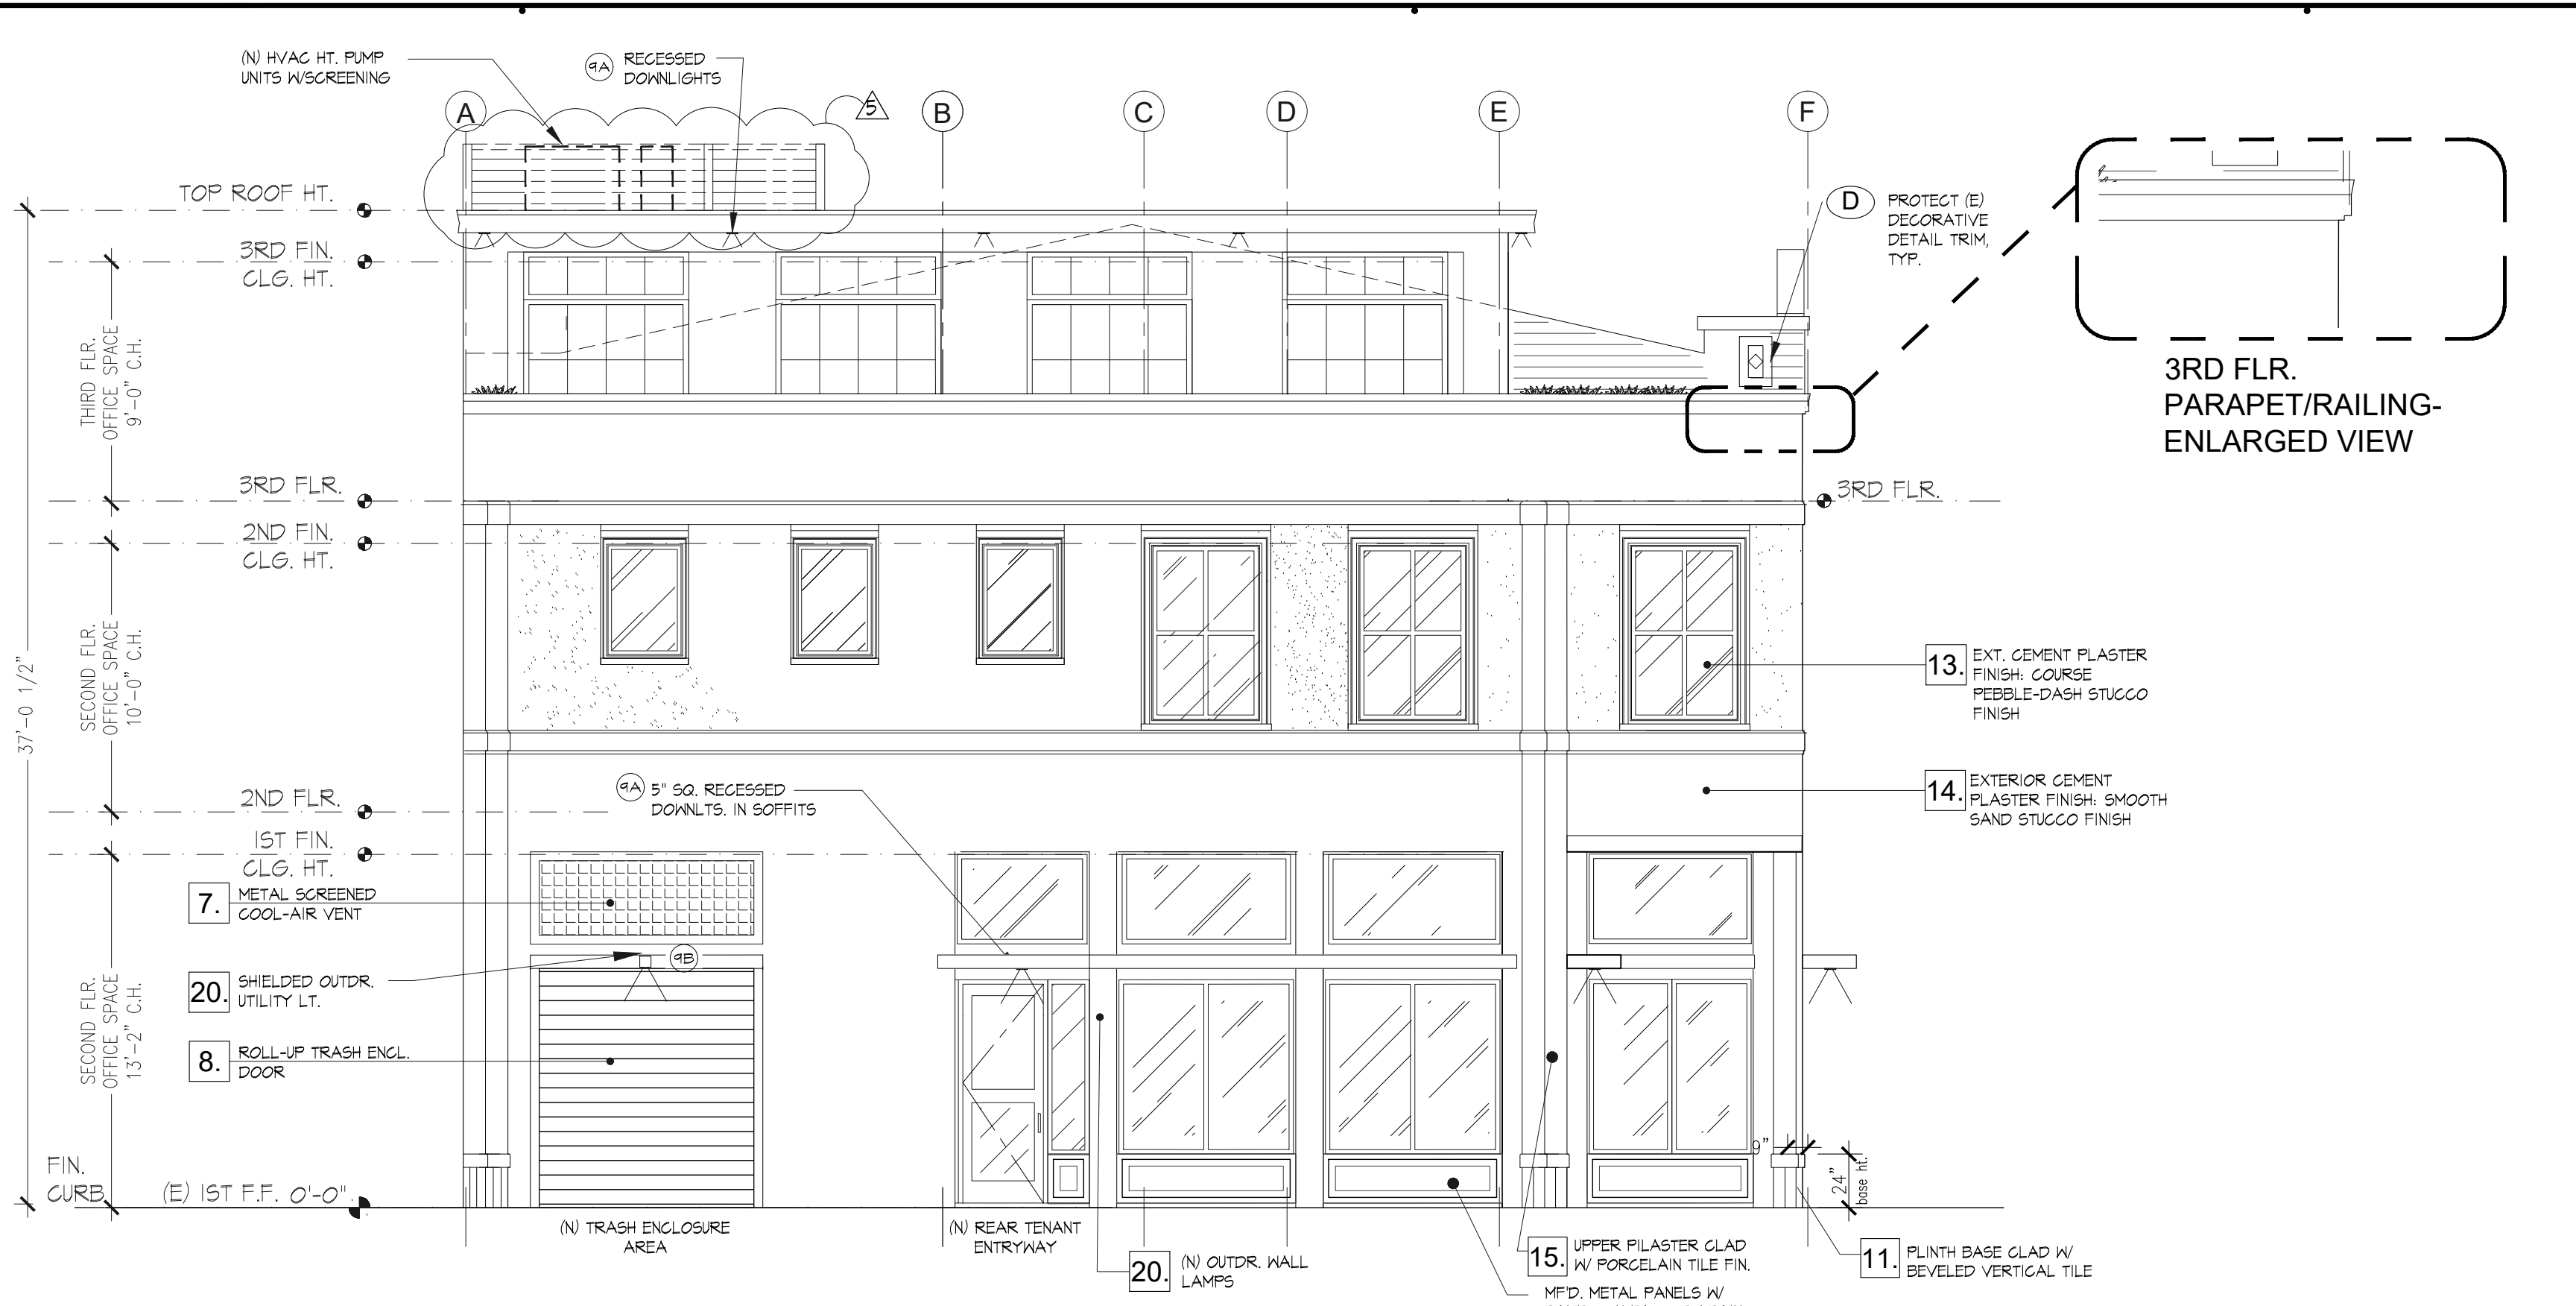 (N) HVAC HT. PUMP
UNITS W/SCREENING
9A
RECESSED
DOWNLIGHTS
5
A
B
C
D
E
F
TOP ROOF HT.
3RD FIN.
CLG. HT.
D
PROTECT (E)
DECORATIVE
DETAIL TRIM,
TYP.
3RD FLR.
PARAPET/RAILING-
ENLARGED VIEW
THIRD FLR.
OFFICE SPACE
9'-0" C.H.
3RD FLR.
3RD FLR.
2ND FIN.
CLG. HT.
SECOND FLR.
OFFICE SPACE
10'-0" C.H.
37'-0 1/2"
13.
EXT. CEMENT PLASTER
FINISH: COURSE
PEBBLE-DASH STUCCO
FINISH
2ND FLR.
9A
5" SQ. RECESSED
DOWNLTS. IN SOFFITS
14.
EXTERIOR CEMENT
PLASTER FINISH: SMOOTH
SAND STUCCO FINISH
1ST FIN.
CLG. HT.
7.
METAL SCREENED
COOL-AIR VENT
9B
20.
SHIELDED OUTDR.
UTILITY LT.
SECOND FLR.
OFFICE SPACE
13'-2" C.H.
8.
ROLL-UP TRASH ENCL.
DOOR
9"
24"
base ht.
FIN.
CURB
(E) 1ST F.F. 0'-0".
(N) TRASH ENCLOSURE
AREA
(N) REAR TENANT
ENTRYWAY
20.
(N) OUTDR. WALL
LAMPS
15.
UPPER PILASTER CLAD
W/ PORCELAIN TILE FIN.
11.
PLINTH BASE CLAD W/
BEVELED VERTICAL TILE
MF'D. METAL PANELS W/